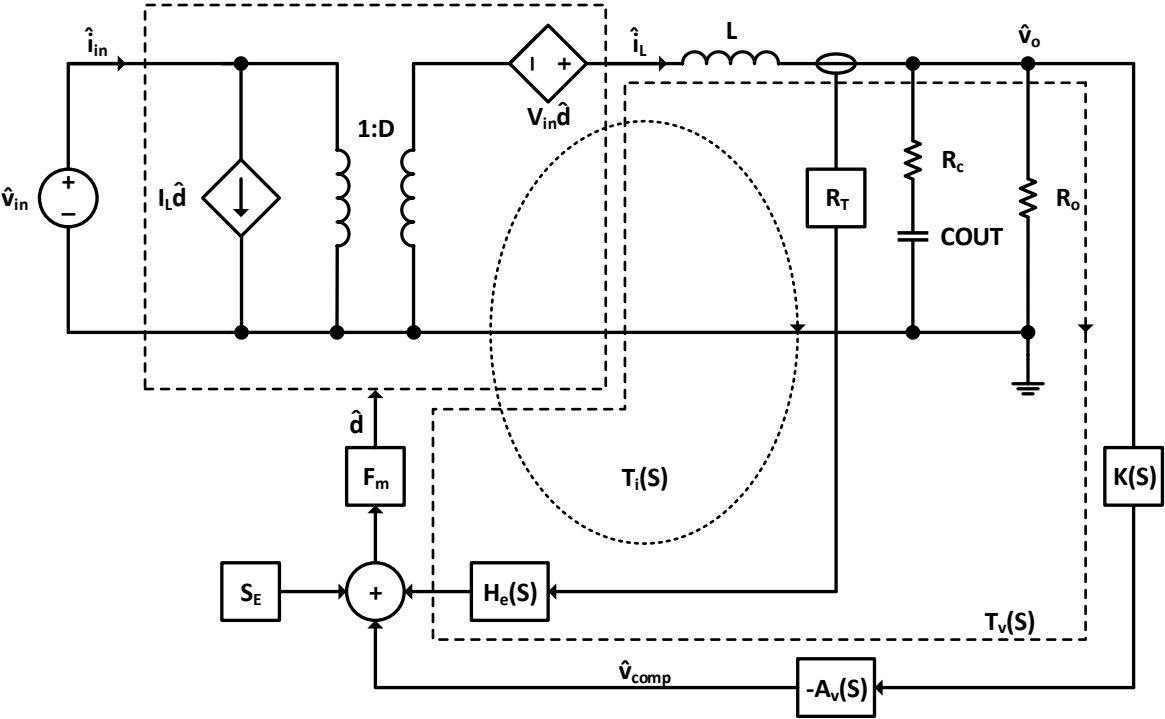 î_in
î_L
L
v̂_o
1:D
V_in d̂
v̂_in
+
−
I_L d̂
− +
R_T
R_c
COUT
R_o
d̂
F_m
T_i(S)
K(S)
S_E
+
H_e(S)
T_v(S)
v̂_comp
-A_v(S)